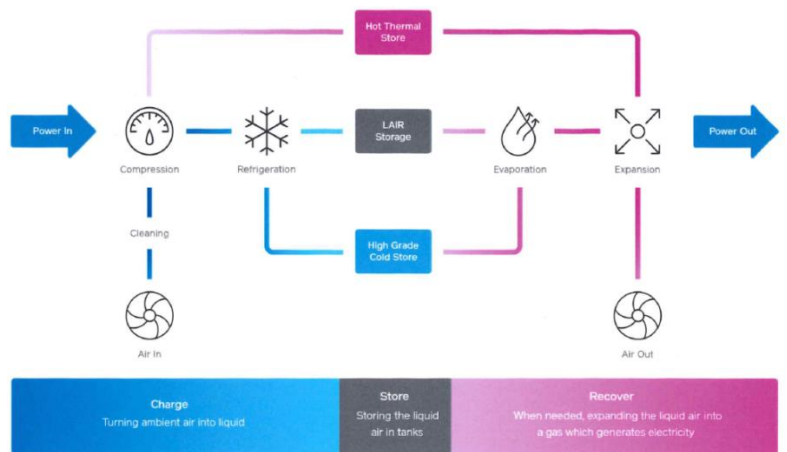 Hot Thermal
Store
Power In
LAIR
Storage
Power Out
Compression
Refrigeration
Evaporation
Expansion
Cleaning
High Grade
Cold Store
Air In
Air Out
Charge
Turning ambient air into liquid
Store
Storing the liquid
air in tanks
Recover
When needed, expanding the liquid air into
a gas which generates electricity